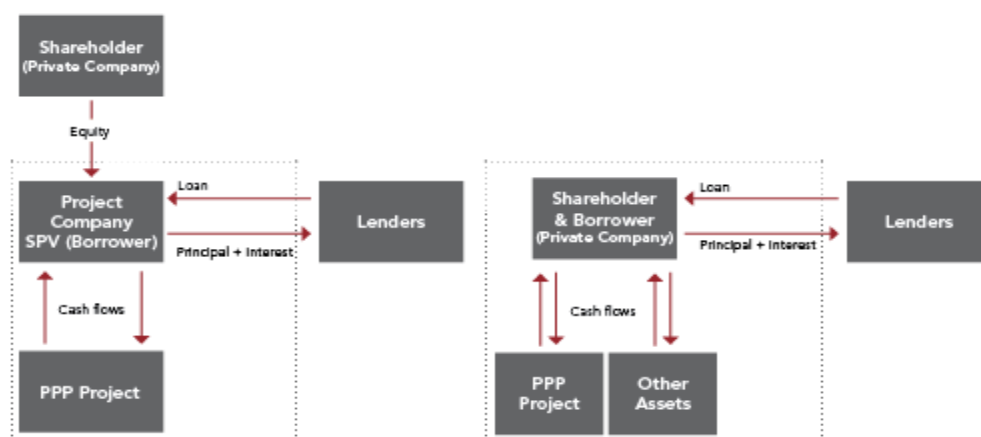 Shareholder
(Private Company)
Equity
Project
Company
SPV (Borrower)
Loan
Principal + Interest
Lenders
Cash flows
PPP Project
Shareholder
& Borrower
(Private Company)
Loan
Principal + Interest
Lenders
Cash flows
PPP
Project
Other
Assets